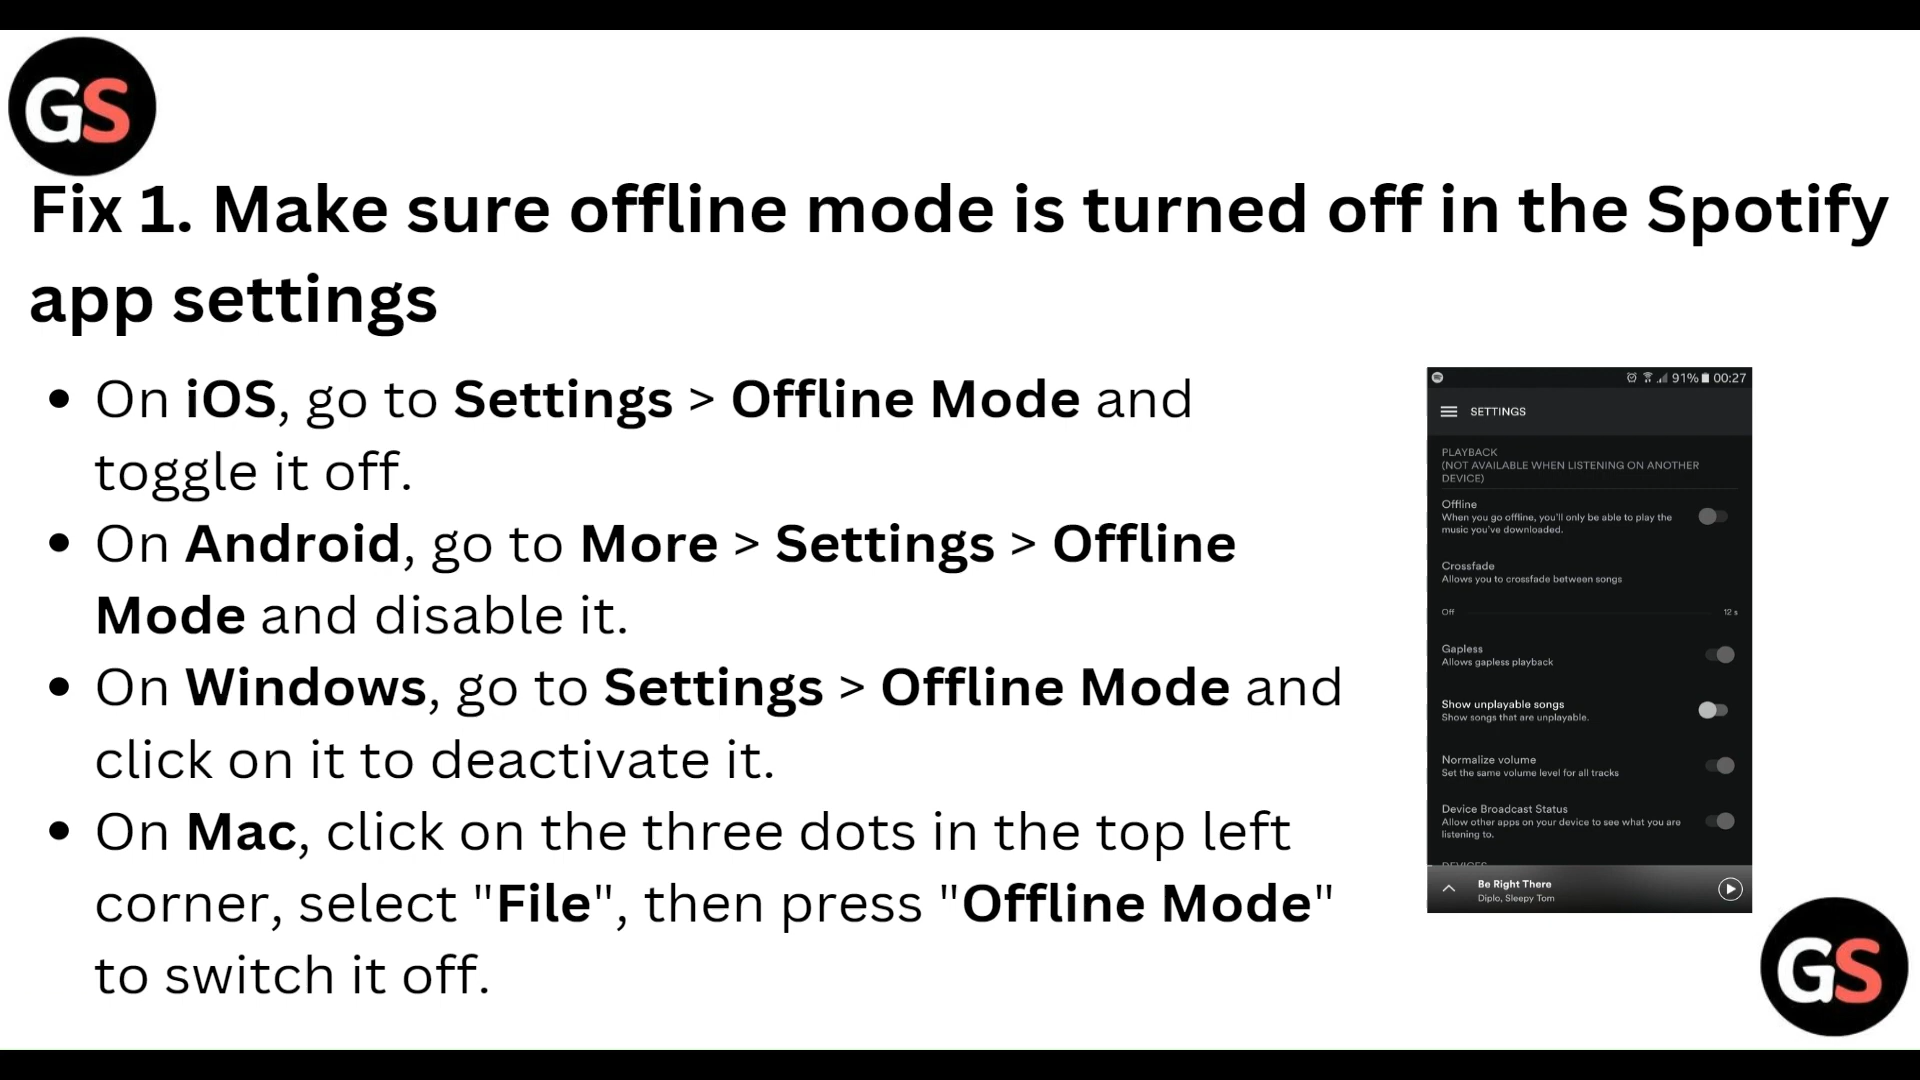 GS
Fix 1. Make sure offline mode is turned off in the Spotify
app settings
• On iOS, go to Settings > Offline Mode and
toggle it off.
• On Android, go to More > Settings > Offline
Mode and disable it.
• On Windows, go to Settings > Offline Mode and
click on it to deactivate it.
• On Mac, click on the three dots in the top left
corner, select "File", then press "Offline Mode"
to switch it off.
91% 00:27
SETTINGS
PLAYBACK
(NOT AVAILABLE WHEN LISTENING ON ANOTHER
DEVICE)
Offline
When you go offline, you'll only be able to play the
music you've downloaded.
Crossfade
Allows you to crossfade between songs
Off 12 s
Gapless
Allows gapless playback
Show unplayable songs
Show songs that are unplayable.
Normalize volume
Set the same volume level for all tracks
Device Broadcast Status
Allow other apps on your device to see what you are
listening to.
DEVICES
Be Right There
Diplo, Sleepy Tom
GS